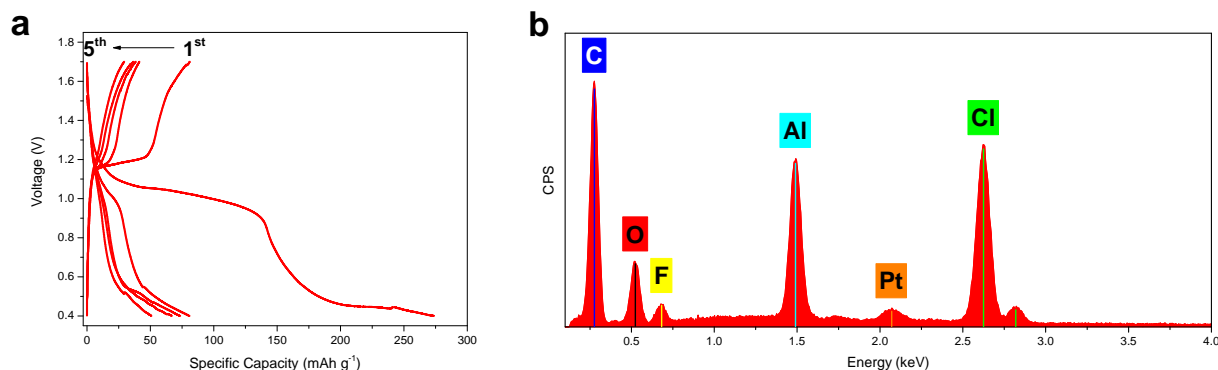 a
5th 1st
1.8
1.6
1.4
1.2
1.0
0.8
0.6
0.4
Voltage (V)
0 50 100 150 200 250 300
Specific Capacity (mAh g-1)
b
C
O
F
Al
Pt
Cl
CPS
0.5 1.0 1.5 2.0 2.5 3.0 3.5 4.0
Energy (keV)